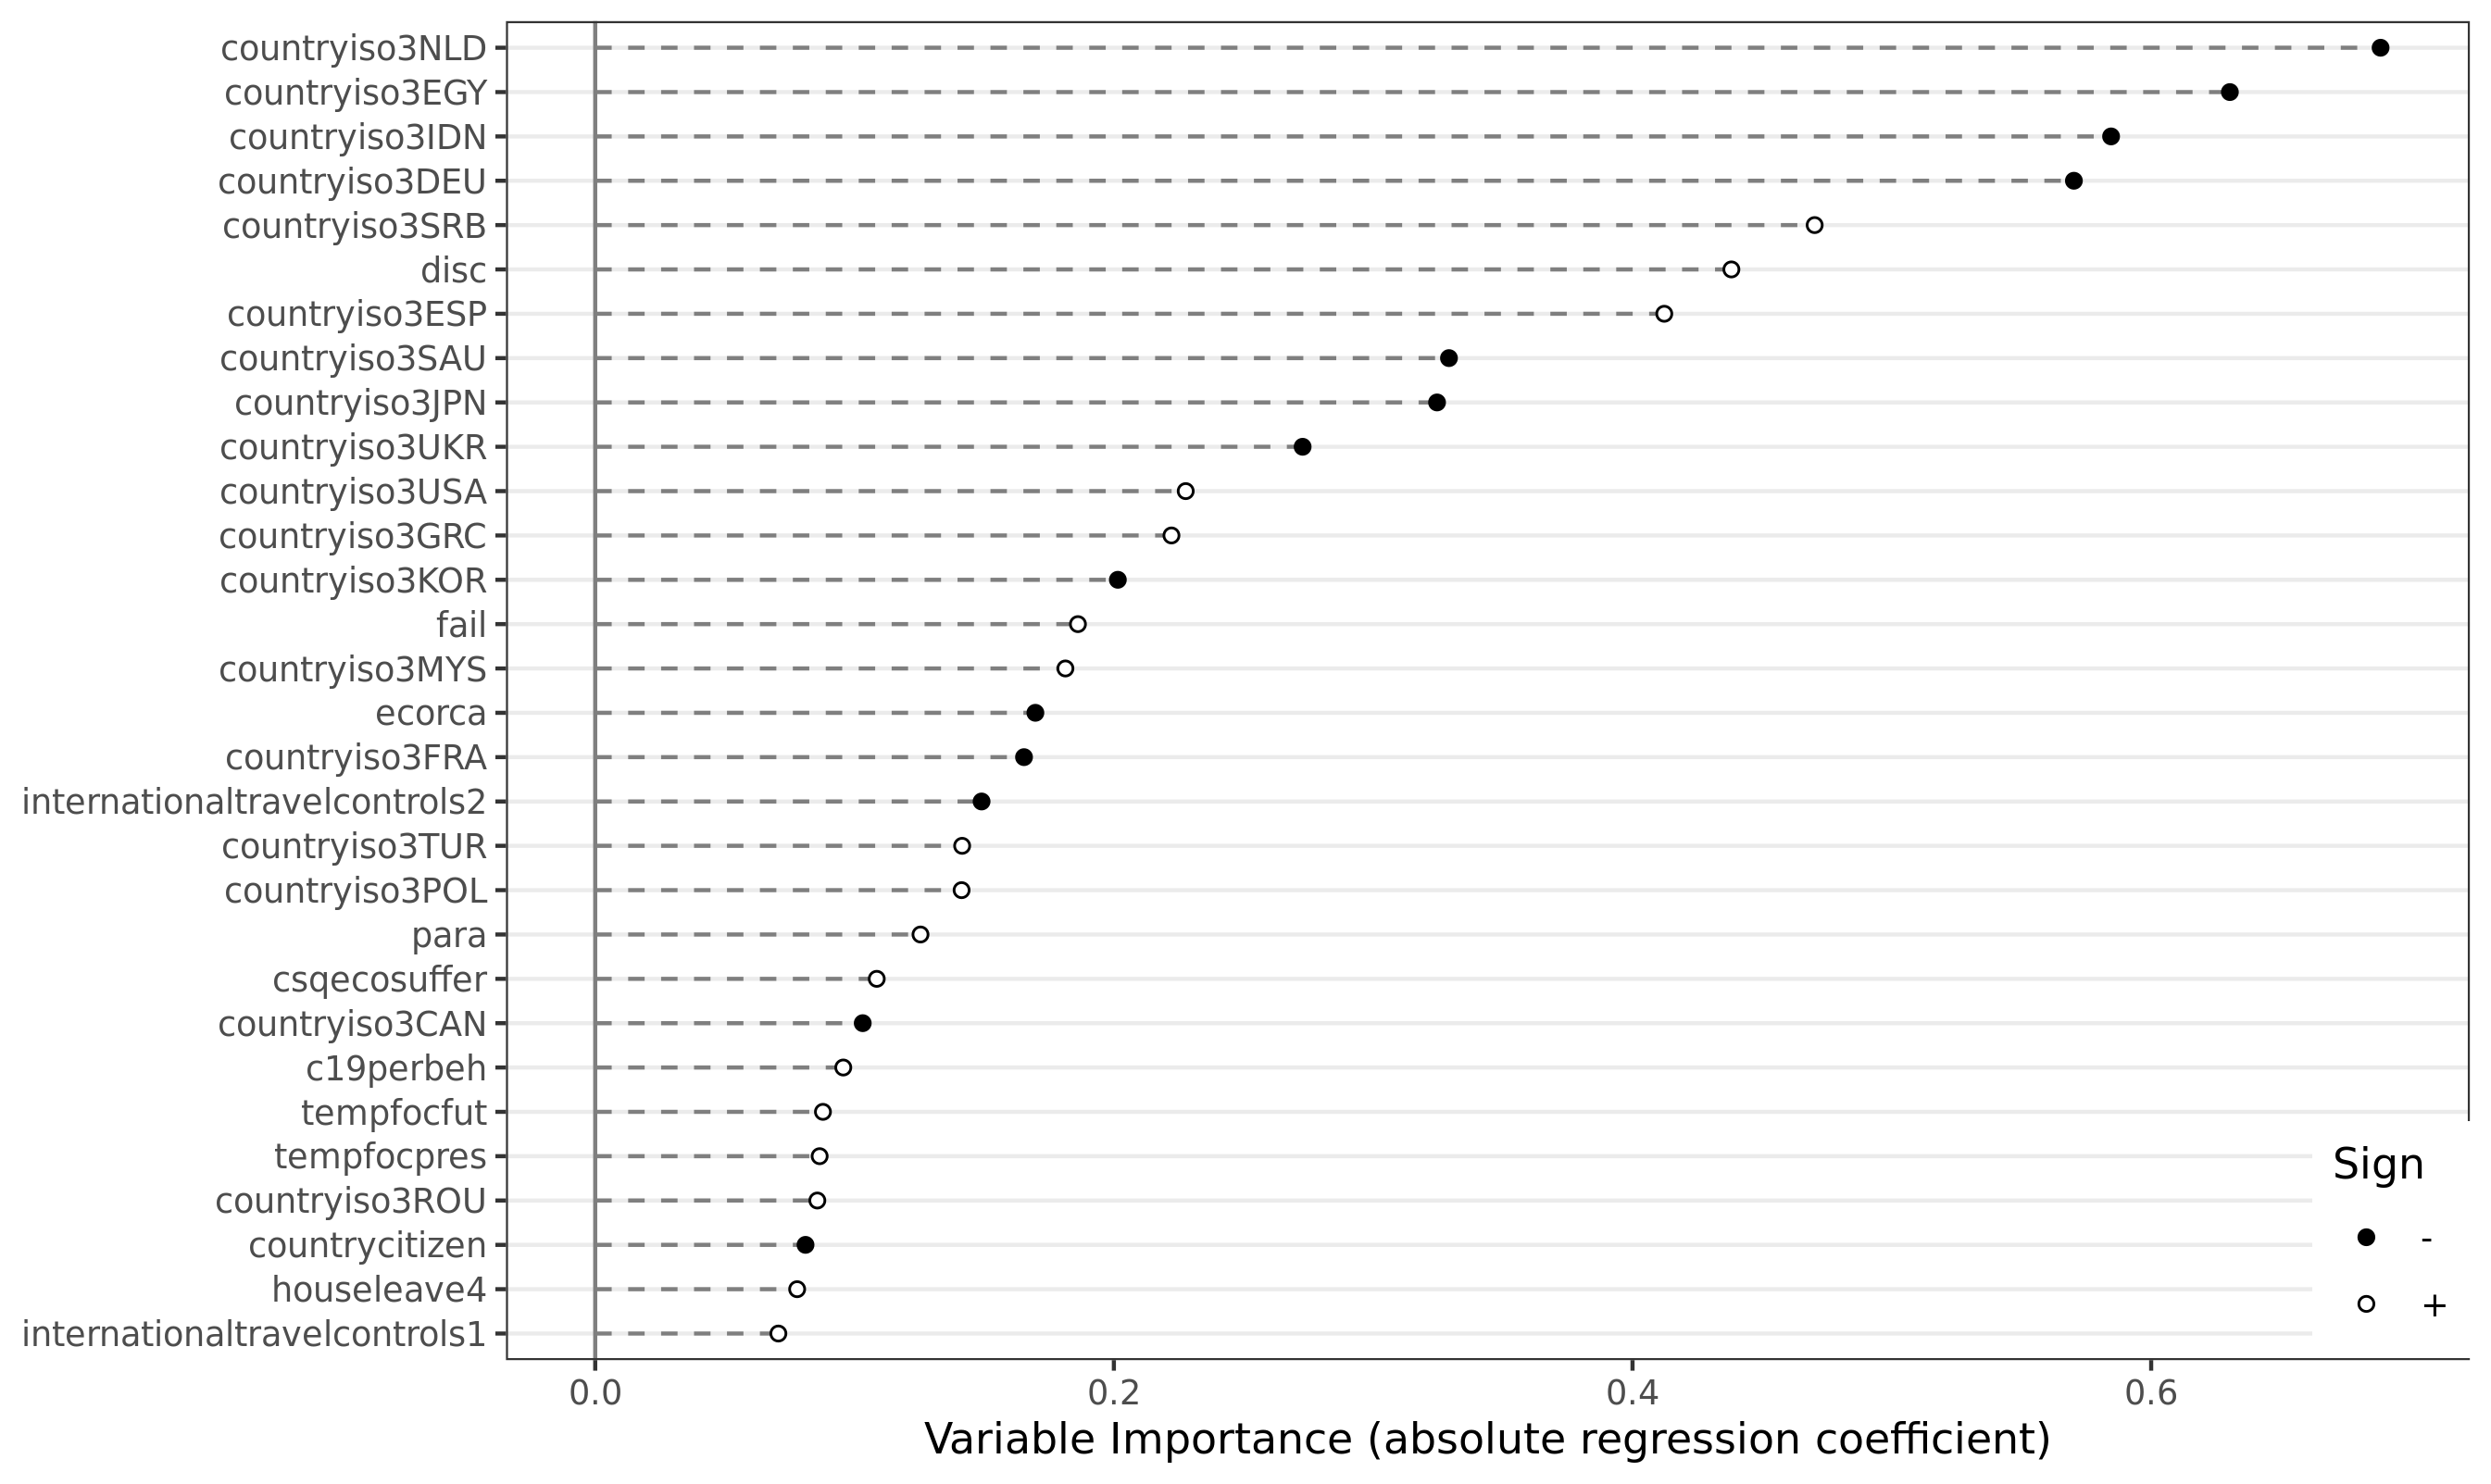 countryiso3NLD
countryiso3EGY
countryiso3IDN
countryiso3DEU
countryiso3SRB
disc
countryiso3ESP
countryiso3SAU
countryiso3JPN
countryiso3UKR
countryiso3USA
countryiso3GRC
countryiso3KOR
fail
countryiso3MYS
ecorca
countryiso3FRA
internationaltravelcontrols2
countryiso3TUR
countryiso3POL
para
csqecosuffer
countryiso3CAN
c19perbeh
tempfocfut
tempfocpres
countryiso3ROU
countrycitizen
houseleave4
internationaltravelcontrols1
Sign
-
+
0.0 0.2 0.4 0.6
Variable Importance (absolute regression coefficient)